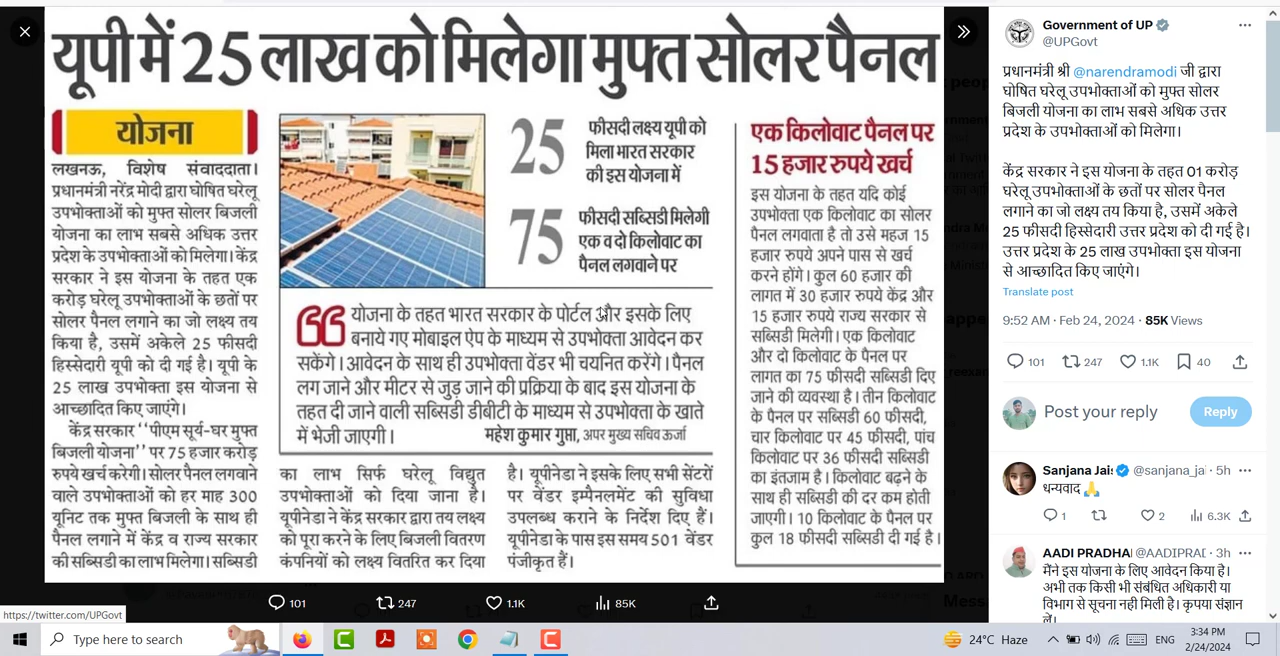 यूपी में 25 लाख को मिलेगा मुफ्त सोलर पैनल
योजना
लखनऊ, विशेष संवाददाता।
प्रधानमंत्री नरेंद्र मोदी द्वारा घोषित घरेलू
उपभोक्ताओं को मुफ्त सोलर बिजली
योजना का लाभ सबसे अधिक उत्तर
प्रदेश के उपभोक्ताओं को मिलेगा। केंद्र
सरकार ने इस योजना के तहत एक
करोड़ घरेलू उपभोक्ताओं के छतों पर
सोलर पैनल लगाने का जो लक्ष्य तय
किया है, उसमें अकेले 25 फीसदी
हिस्सेदारी यूपी को दी गई है। यूपी के
25 लाख उपभोक्ता इस योजना से
आच्छादित किए जाएंगे।
केंद्र सरकार “पीएम सूर्य-घर मुफ्त
बिजली योजना” पर 75 हजार करोड़
रुपये खर्च करेगी। सोलर पैनल लगवाने
वाले उपभोक्ताओं को हर माह 300
यूनिट तक मुफ्त बिजली के साथ ही
पैनल लगाने में केंद्र व राज्य सरकार
की सब्सिडी का लाभ मिलेगा। सब्सिडी
25
फीसदी लक्ष्य यूपी को
मिला भारत सरकार
की इस योजना में
75
फीसदी सब्सिडी मिलेगी
एक व दो किलोवाट का
पैनल लगवाने पर
योजना के तहत भारत सरकार के पोर्टल और इसके लिए
बनाये गए मोबाइल ऐप के माध्यम से उपभोक्ता आवेदन कर
सकेंगे। आवेदन के साथ ही उपभोक्ता वेंडर भी चयनित करेंगे। पैनल
लग जाने और मीटर से जुड़ जाने की प्रक्रिया के बाद इस योजना के
तहत दी जाने वाली सब्सिडी डीबीटी के माध्यम से उपभोक्ता के खाते
में भेजी जाएगी।
महेश कुमार गुप्ता, अपर मुख्य सचिव ऊर्जा
का लाभ सिर्फ घरेलू विद्युत
उपभोक्ताओं को दिया जाना है।
यूपीनेडा ने केंद्र सरकार द्वारा तय लक्ष्य
को पूरा करने के लिए बिजली वितरण
कंपनियों को लक्ष्य वितरित कर दिया
है। यूपीनेडा ने इसके लिए सभी सेंटरों
पर वेंडर इम्पैनलमेंट की सुविधा
उपलब्ध कराने के निर्देश दिए हैं।
यूपीनेडा के पास इस समय 501 वेंडर
पंजीकृत हैं।
एक किलोवाट पैनल पर
15 हजार रुपये खर्च
इस योजना के तहत यदि कोई
उपभोक्ता एक किलोवाट का सोलर
पैनल लगवाता है तो उसे महज 15
हजार रुपये अपने पास से खर्च
करने होंगे। कुल 60 हजार की
लागत में 30 हजार रुपये केंद्र और
15 हजार रुपये राज्य सरकार से
सब्सिडी मिलेगी। एक किलोवाट
और दो किलोवाट के पैनल पर
लागत का 75 फीसदी सब्सिडी दिए
जाने की व्यवस्था है। तीन किलोवाट
के पैनल पर सब्सिडी 60 फीसदी,
चार किलोवाट पर 45 फीसदी, पांच
किलोवाट पर 36 फीसदी सब्सिडी
का इंतजाम है। किलोवाट बढ़ने के
साथ ही सब्सिडी की दर कम होती
जाएगी। 10 किलोवाट के पैनल पर
कुल 18 फीसदी सब्सिडी दी गई है।
101
247
1.1K
85K
https://twitter.com/UPGovt
Government of UP
@UPGovt
प्रधानमंत्री श्री @narendramodi जी द्वारा
घोषित घरेलू उपभोक्ताओं को मुफ्त सोलर
बिजली योजना का लाभ सबसे अधिक उत्तर
प्रदेश के उपभोक्ताओं को मिलेगा।
केंद्र सरकार ने इस योजना के तहत 01 करोड़
घरेलू उपभोक्ताओं के छतों पर सोलर पैनल
लगाने का जो लक्ष्य तय किया है, उसमें अकेले
25 फीसदी हिस्सेदारी उत्तर प्रदेश को दी गई है।
उत्तर प्रदेश के 25 लाख उपभोक्ता इस योजना
से आच्छादित किए जाएंगे।
Translate post
9:52 AM · Feb 24, 2024 · 85K Views
101
247
1.1K
40
Post your reply
Reply
Sanjana Jais @sanjana_ja · 5h
धन्यवाद 🙏
1
2
6.3K
AADI PRADHA @AADIPRAD · 3h
मैंने इस योजना के लिए आवेदन किया है।
अभी तक किसी भी संबंधित अधिकारी या
विभाग से सूचना नही मिली है। कृपया संज्ञान
लें।
Type here to search
24°C Haze
ENG
3:34 PM
2/24/2024